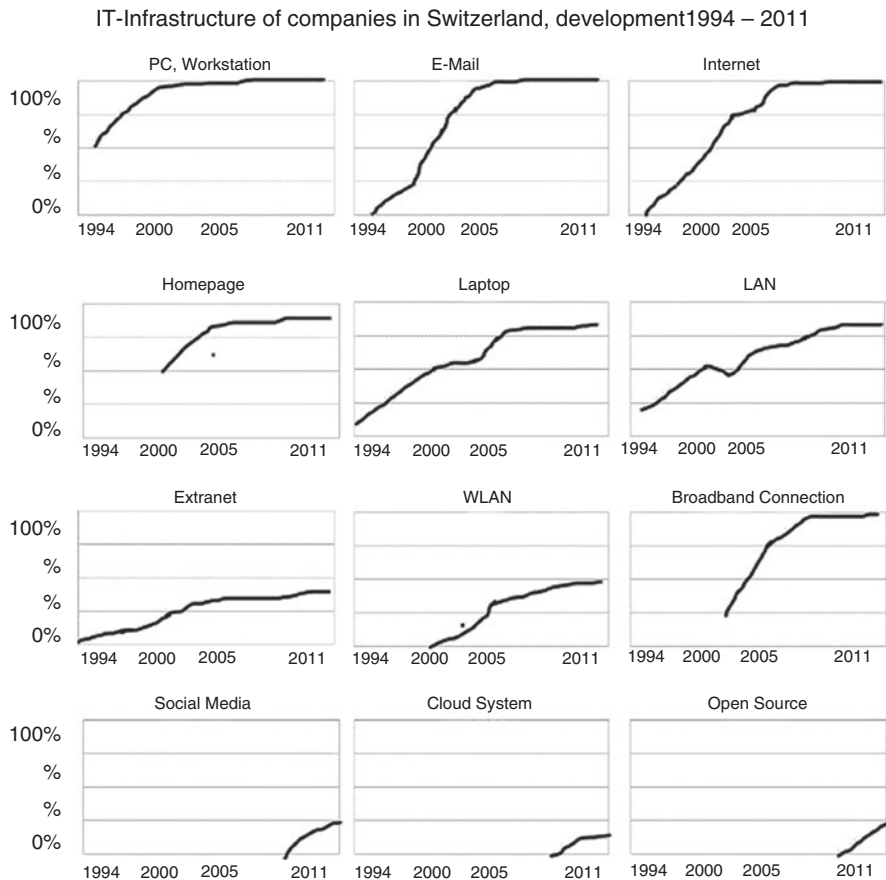 IT-Infrastructure of companies in Switzerland, development1994 – 2011
PC, Workstation E-Mail Internet
100%
%
%
0%
1994 2000 2005 2011 1994 2000 2005 2011 1994 2000 2005 2011
Homepage Laptop LAN
100%
%
%
0%
1994 2000 2005 2011 1994 2000 2005 2011 1994 2000 2005 2011
Extranet WLAN Broadband Connection
100%
%
%
0%
1994 2000 2005 2011 1994 2000 2005 2011 1994 2000 2005 2011
Social Media Cloud System Open Source
100%
%
%
0%
1994 2000 2005 2011 1994 2000 2005 2011 1994 2000 2005 2011